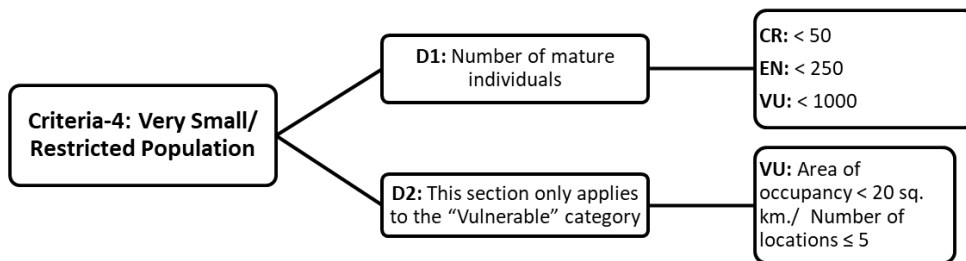 Criteria-4: Very Small/
Restricted Population
D1: Number of mature
individuals
CR: < 50
EN: < 250
VU: < 1000
D2: This section only applies
to the “Vulnerable” category
VU: Area of
occupancy < 20 sq.
km./ Number of
locations ≤ 5